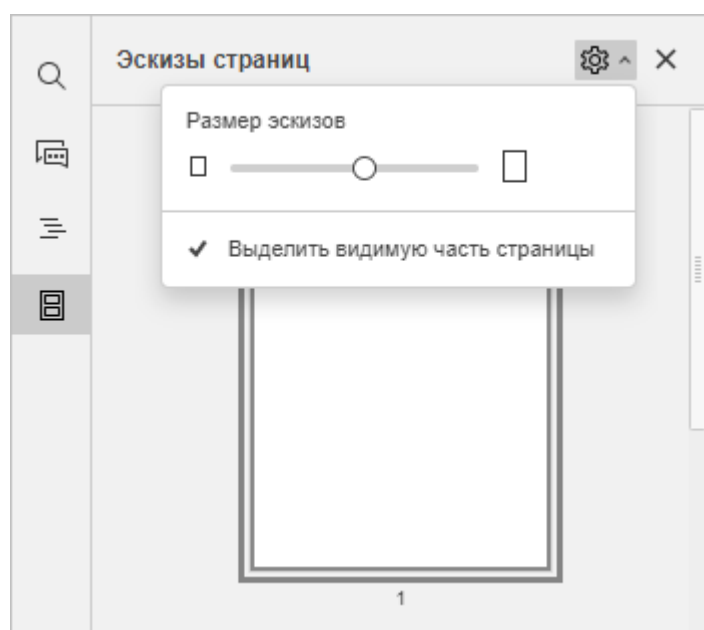 Эскизы страниц
Размер эскизов
Выделить видимую часть страницы
1